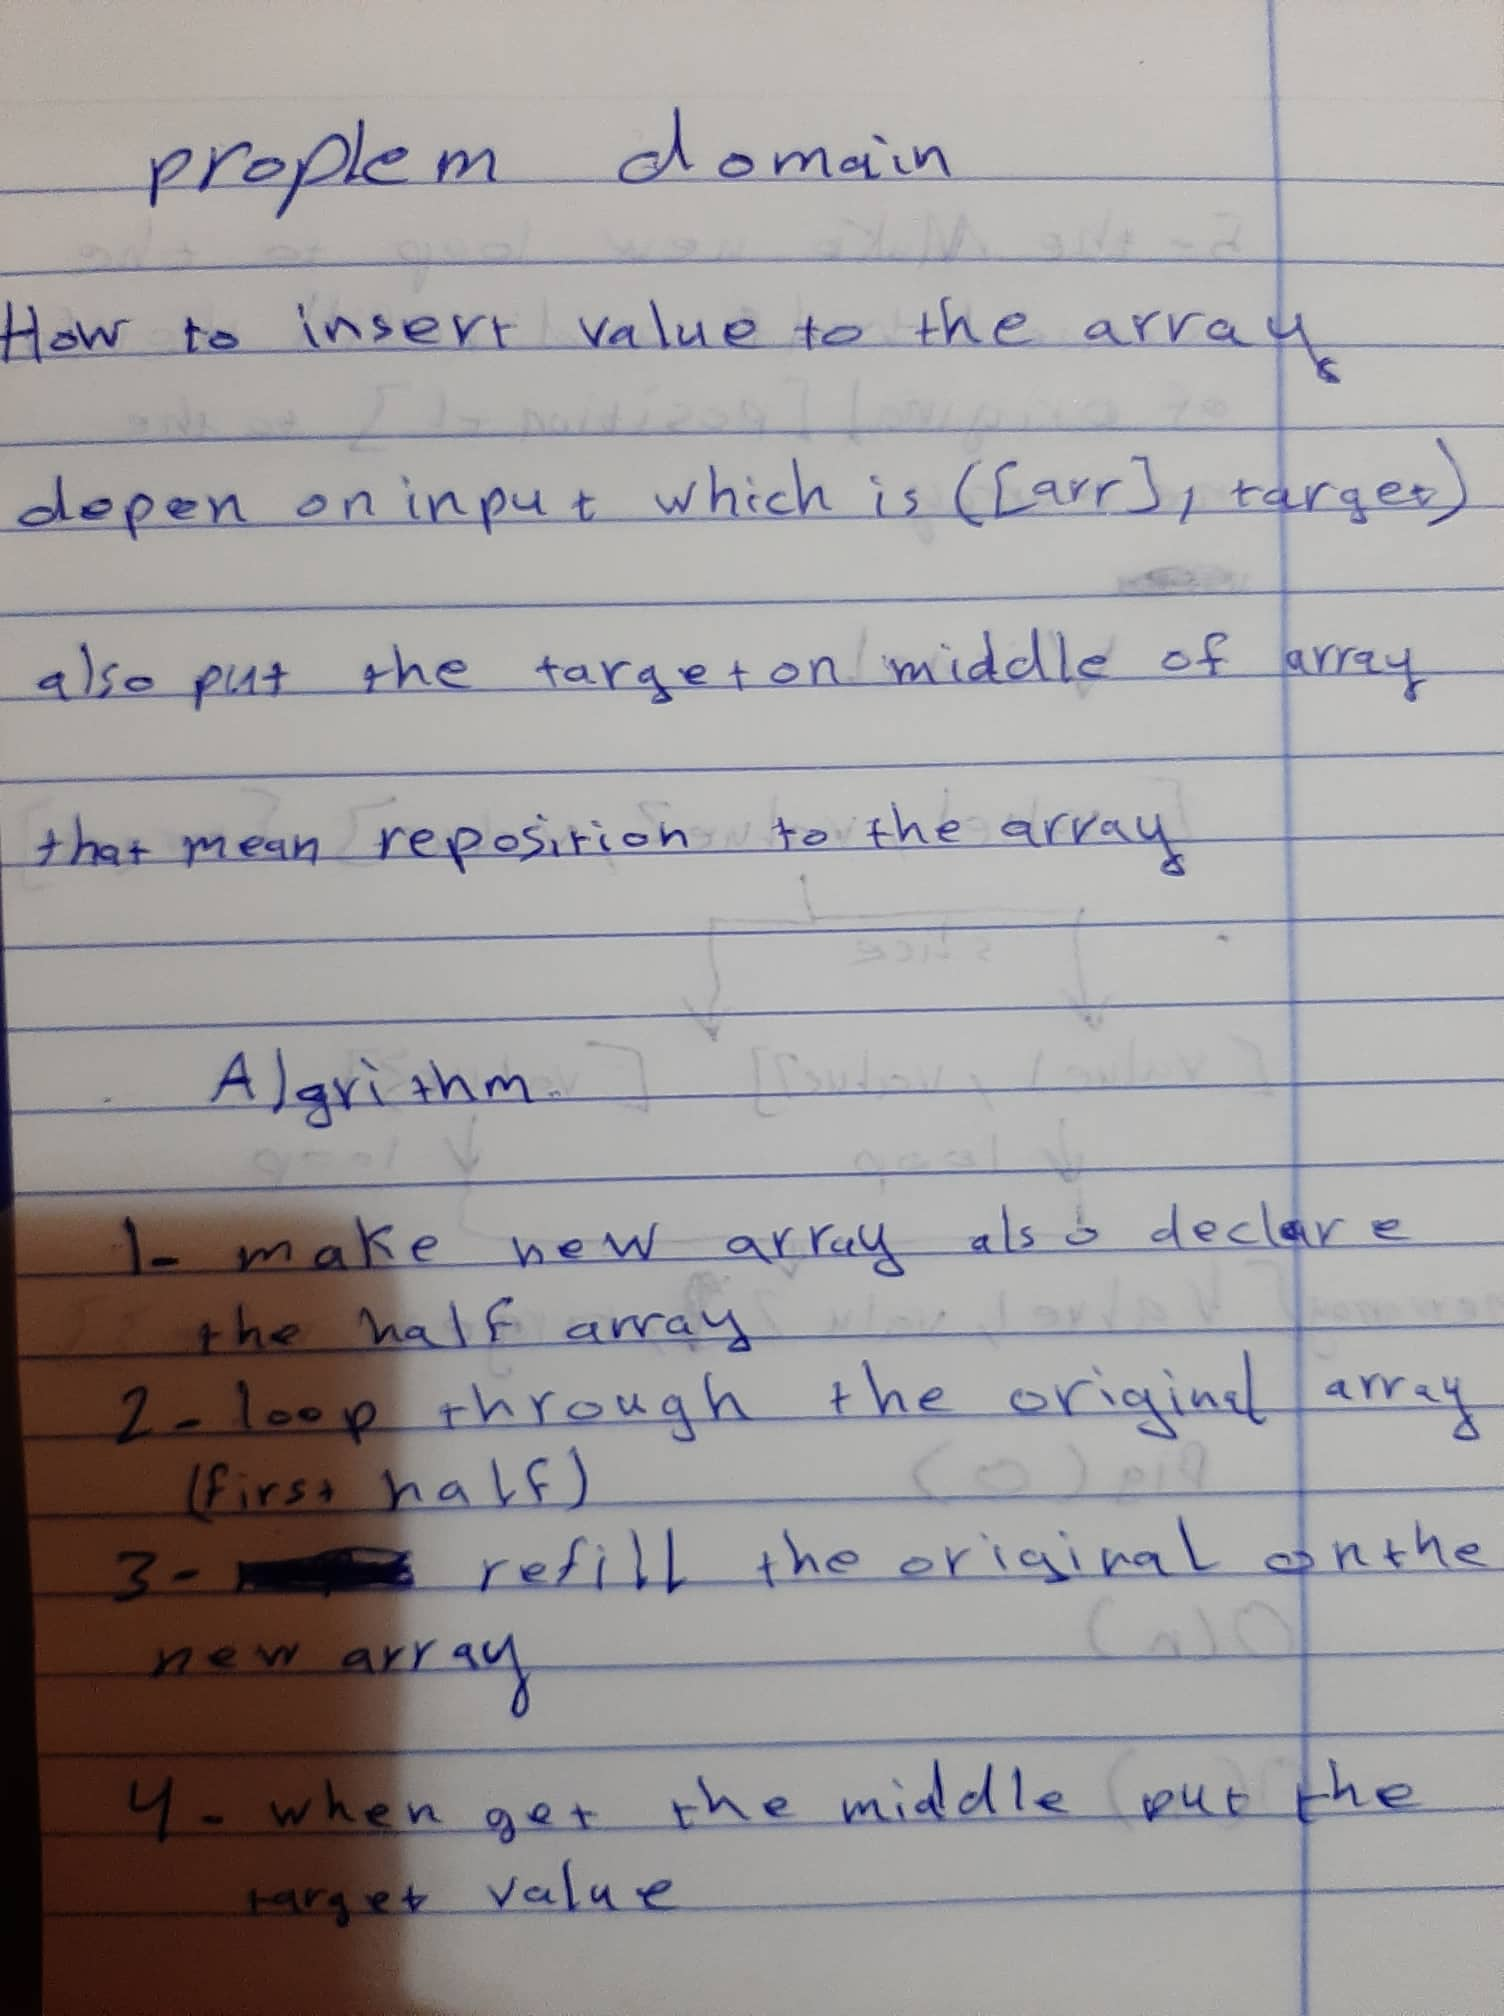 proplem domain
How to insert value to the array
depen on input which is ([arr], target)
also put the target on middle of array
that mean reposition to the array
Algrithm
1- make new array also declare
the half array
2- loop through the original array
(first half)
3- refill the original on the
new array
4- when get the middle put the
target value